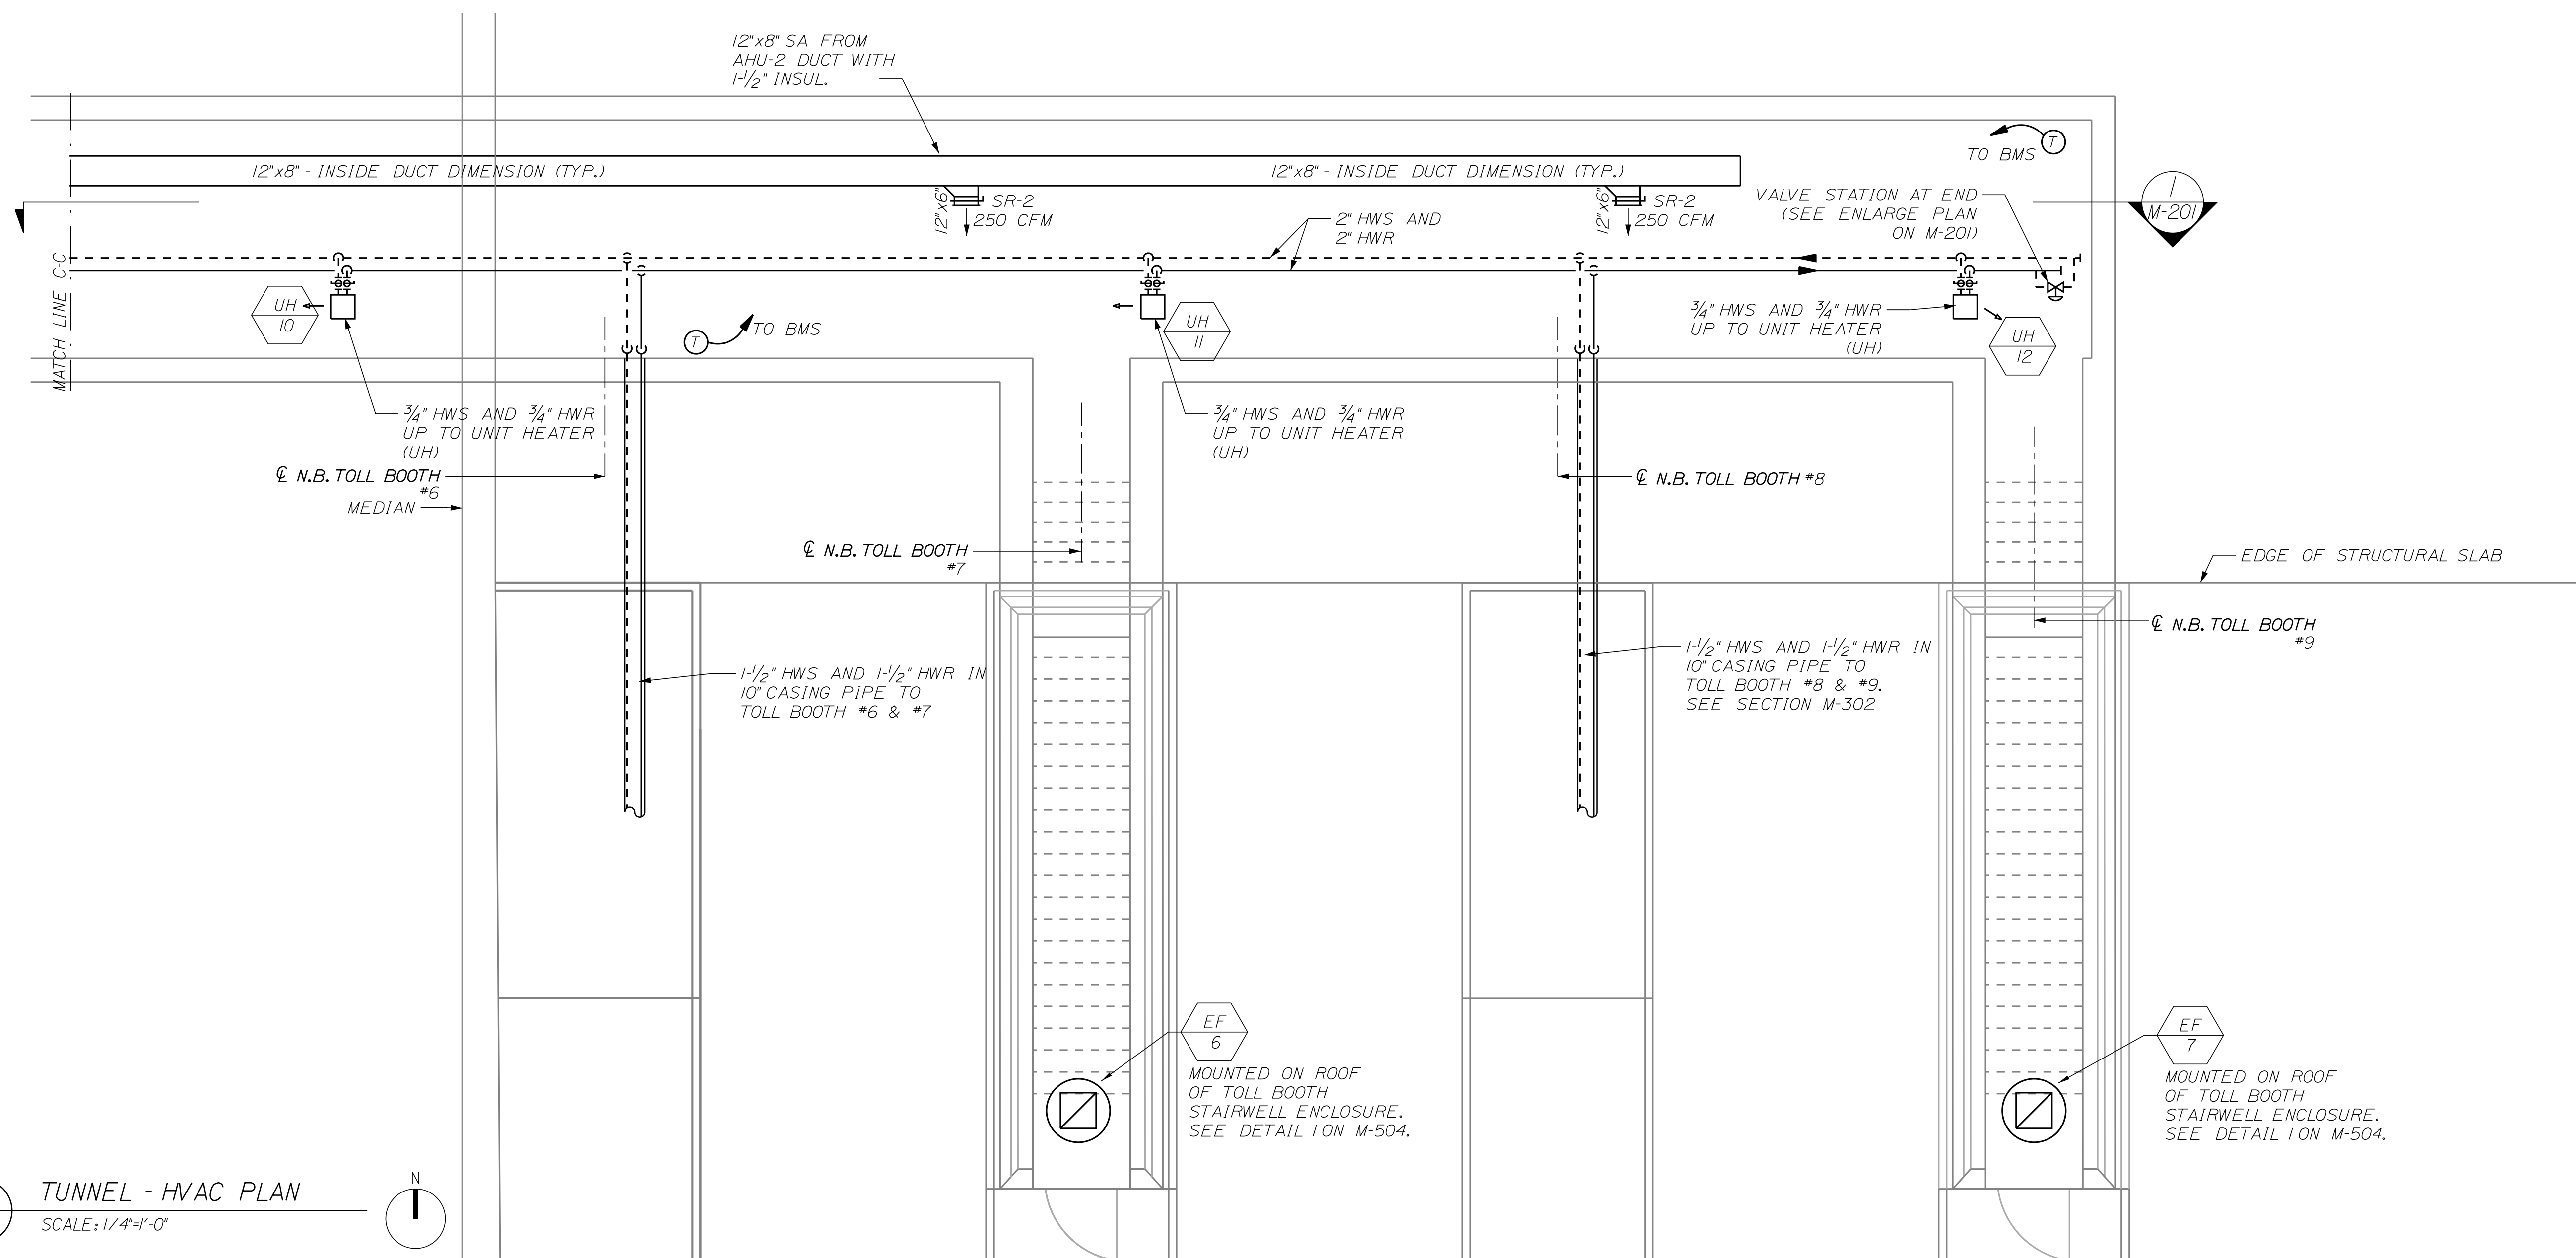 12"x8" SA FROM
AHU-2 DUCT WITH
1-1/2" INSUL.
TO BMS
T
12"x8" - INSIDE DUCT DIMENSION (TYP.)
12"x8" - INSIDE DUCT DIMENSION (TYP.)
12"x6"
SR-2
250 CFM
12"x6"
SR-2
250 CFM
VALVE STATION AT END
(SEE ENLARGE PLAN
ON M-201)
1
M-201
2" HWS AND
2" HWR
MATCH LINE C-C
UH
10
T
TO BMS
UH
11
3/4" HWS AND 3/4" HWR
UP TO UNIT HEATER
(UH)
UH
12
3/4" HWS AND 3/4" HWR
UP TO UNIT HEATER
(UH)
3/4" HWS AND 3/4" HWR
UP TO UNIT HEATER
(UH)
℄ N.B. TOLL BOOTH
#6
MEDIAN
℄ N.B. TOLL BOOTH #8
℄ N.B. TOLL BOOTH
#7
EDGE OF STRUCTURAL SLAB
℄ N.B. TOLL BOOTH
#9
1-1/2" HWS AND 1-1/2" HWR IN
10" CASING PIPE TO
TOLL BOOTH #6 & #7
1-1/2" HWS AND 1-1/2" HWR IN
10" CASING PIPE TO
TOLL BOOTH #8 & #9.
SEE SECTION M-302
EF
6
MOUNTED ON ROOF
OF TOLL BOOTH
STAIRWELL ENCLOSURE.
SEE DETAIL 1 ON M-504.
EF
7
MOUNTED ON ROOF
OF TOLL BOOTH
STAIRWELL ENCLOSURE.
SEE DETAIL 1 ON M-504.
TUNNEL - HVAC PLAN
SCALE: 1/4"=1'-0"
N